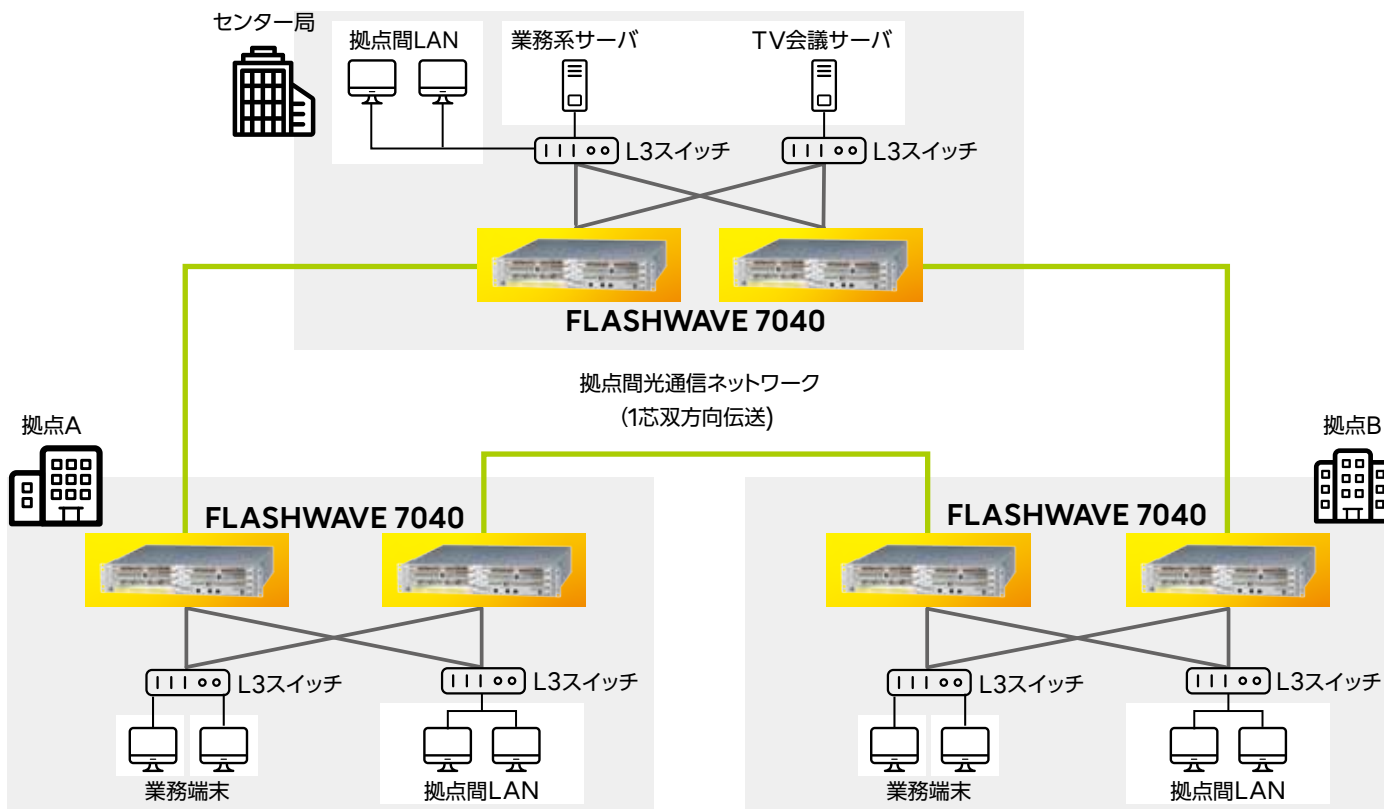 センター局
拠点間LAN
業務系サーバ
TV会議サーバ
L3スイッチ
L3スイッチ
FLASHWAVE 7040
拠点間光通信ネットワーク
(1芯双方向伝送)
拠点A
拠点B
FLASHWAVE 7040
FLASHWAVE 7040
L3スイッチ
L3スイッチ
L3スイッチ
L3スイッチ
業務端末
拠点間LAN
業務端末
拠点間LAN